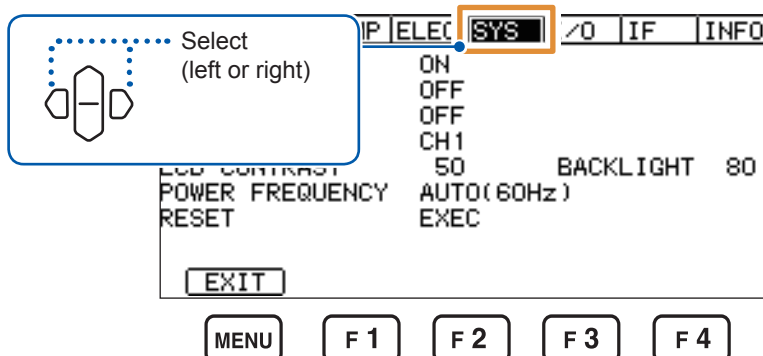 Select
(left or right)
SYS IF INFO
ON
OFF
OFF
CH1
50 BACKLIGHT 80
POWER FREQUENCY AUTO(60Hz)
RESET EXEC
EXIT
MENU F1 F2 F3 F4